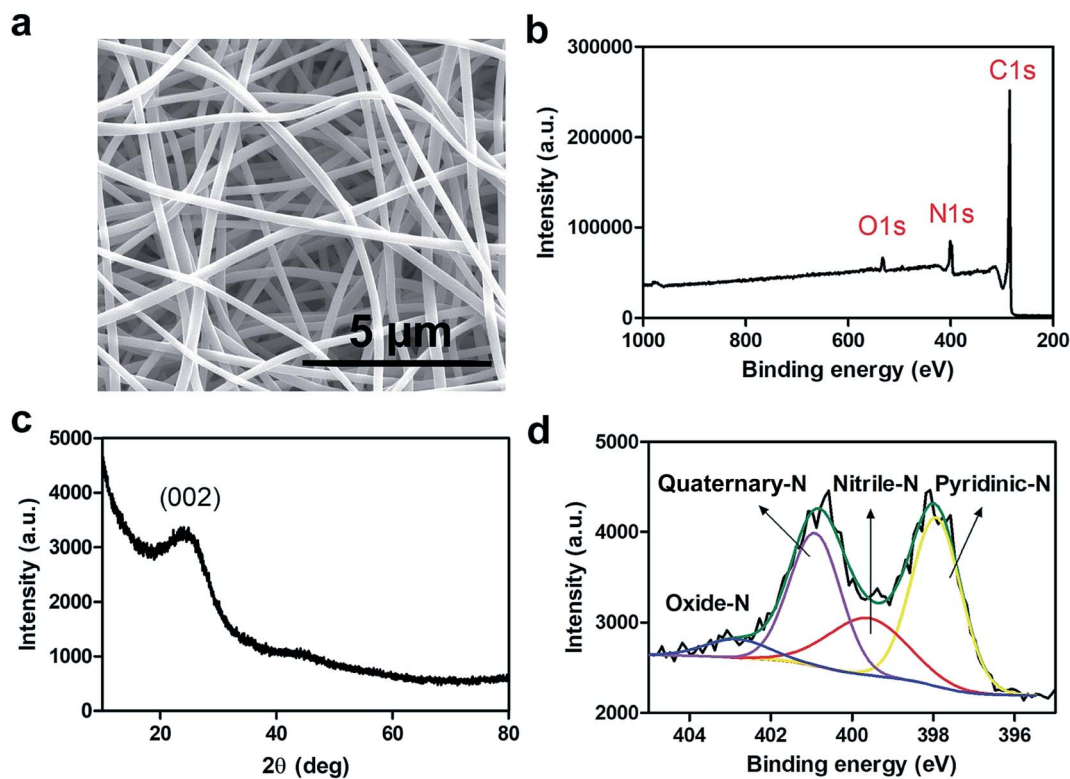 a
5 μm
b
300000
200000
100000
0
1000
800
600
400
200
Intensity (a.u.)
Binding energy (eV)
O1s
N1s
C1s
c
5000
4000
3000
2000
1000
0
20
40
60
80
Intensity (a.u.)
2θ (deg)
(002)
d
5000
4000
3000
2000
404
402
400
398
396
Intensity (a.u.)
Binding energy (eV)
Quaternary-N
Nitrile-N
Pyridinic-N
Oxide-N